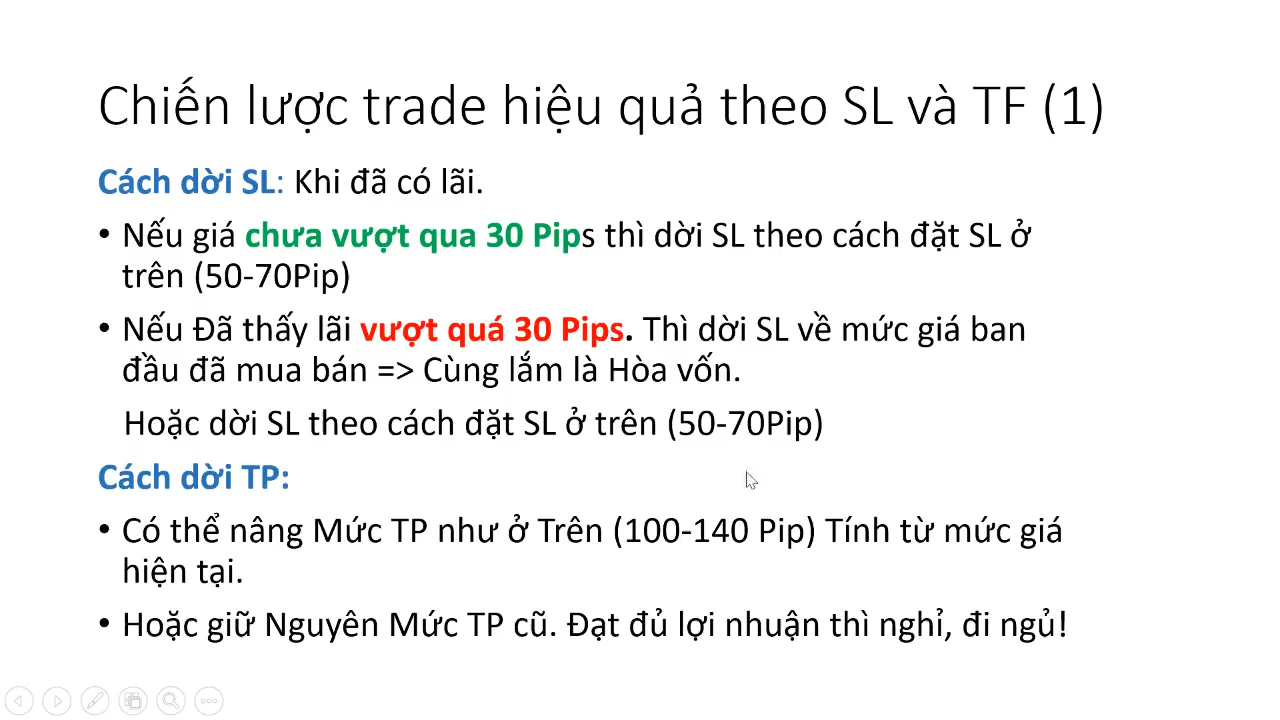 Chiến lược trade hiệu quả theo SL và TF (1)
Cách dời SL: Khi đã có lãi.
• Nếu giá chưa vượt qua 30 Pips thì dời SL theo cách đặt SL ở
trên (50-70Pip)
• Nếu Đã thấy lãi vượt quá 30 Pips. Thì dời SL về mức giá ban
đầu đã mua bán => Cùng lắm là Hòa vốn.
Hoặc dời SL theo cách đặt SL ở trên (50-70Pip)
Cách dời TP:
• Có thể nâng Mức TP như ở Trên (100-140 Pip) Tính từ mức giá
hiện tại.
• Hoặc giữ Nguyên Mức TP cũ. Đạt đủ lợi nhuận thì nghỉ, đi ngủ!